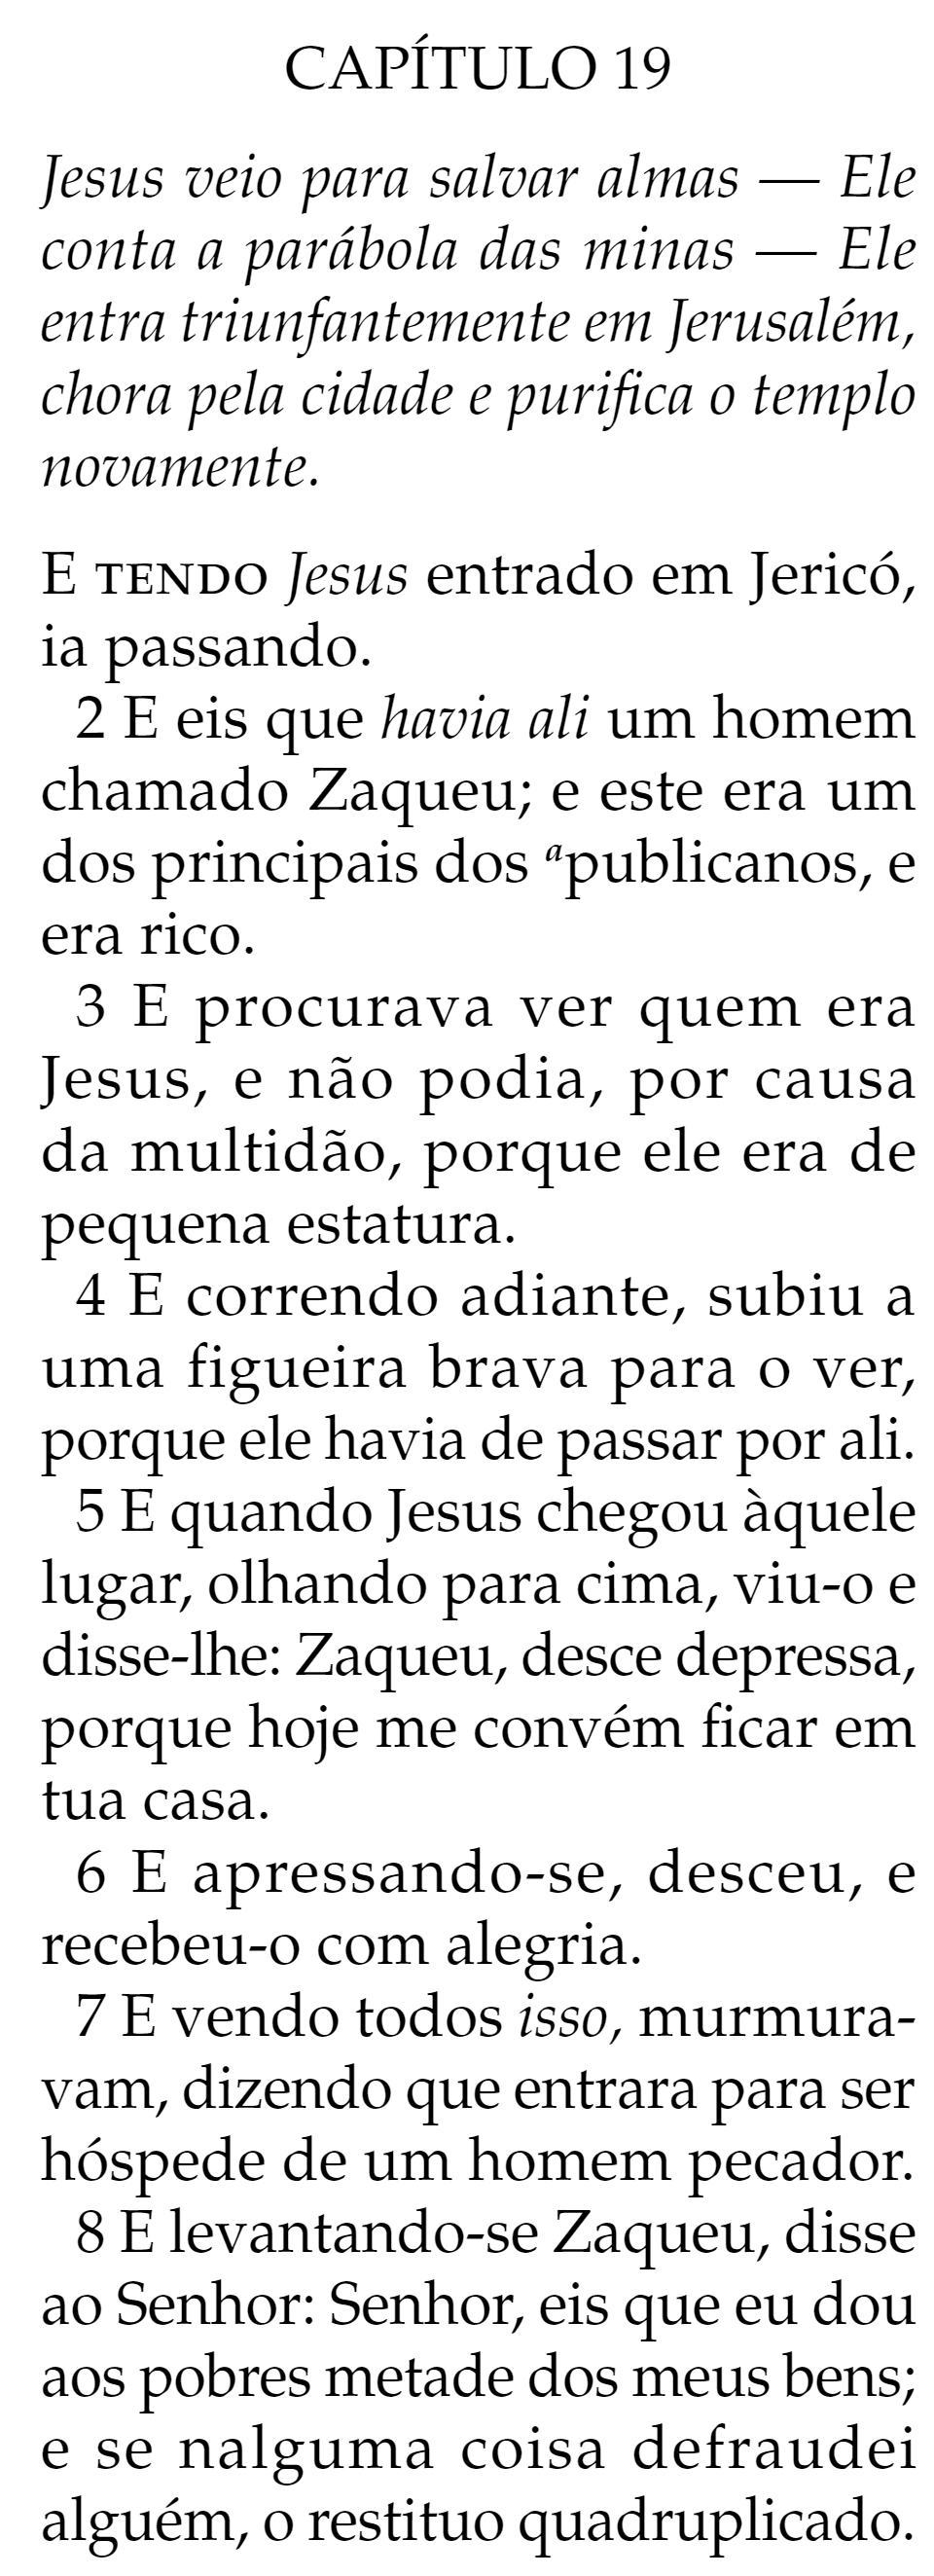 CAPÍTULO 19
Jesus veio para salvar almas — Ele
conta a parábola das minas — Ele
entra triunfantemente em Jerusalém,
chora pela cidade e purifica o templo
novamente.
E TENDO Jesus entrado em Jericó,
ia passando.
2 E eis que havia ali um homem
chamado Zaqueu; e este era um
dos principais dos ᵃpublicanos, e
era rico.
3 E procurava ver quem era
Jesus, e não podia, por causa
da multidão, porque ele era de
pequena estatura.
4 E correndo adiante, subiu a
uma figueira brava para o ver,
porque ele havia de passar por ali.
5 E quando Jesus chegou àquele
lugar, olhando para cima, viu-o e
disse-lhe: Zaqueu, desce depressa,
porque hoje me convém ficar em
tua casa.
6 E apressando-se, desceu, e
recebeu-o com alegria.
7 E vendo todos isso, murmura-
vam, dizendo que entrara para ser
hóspede de um homem pecador.
8 E levantando-se Zaqueu, disse
ao Senhor: Senhor, eis que eu dou
aos pobres metade dos meus bens;
e se nalguma coisa defraudei
alguém, o restituo quadruplicado.